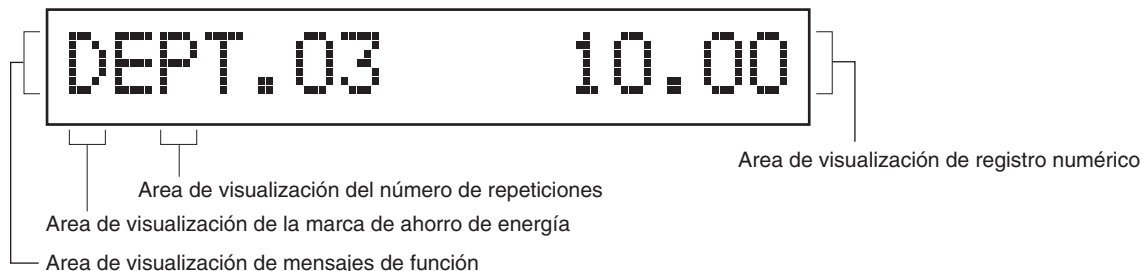 DEPT.03 10.00
Area de visualización de registro numérico
Area de visualización del número de repeticiones
Area de visualización de la marca de ahorro de energía
Area de visualización de mensajes de función